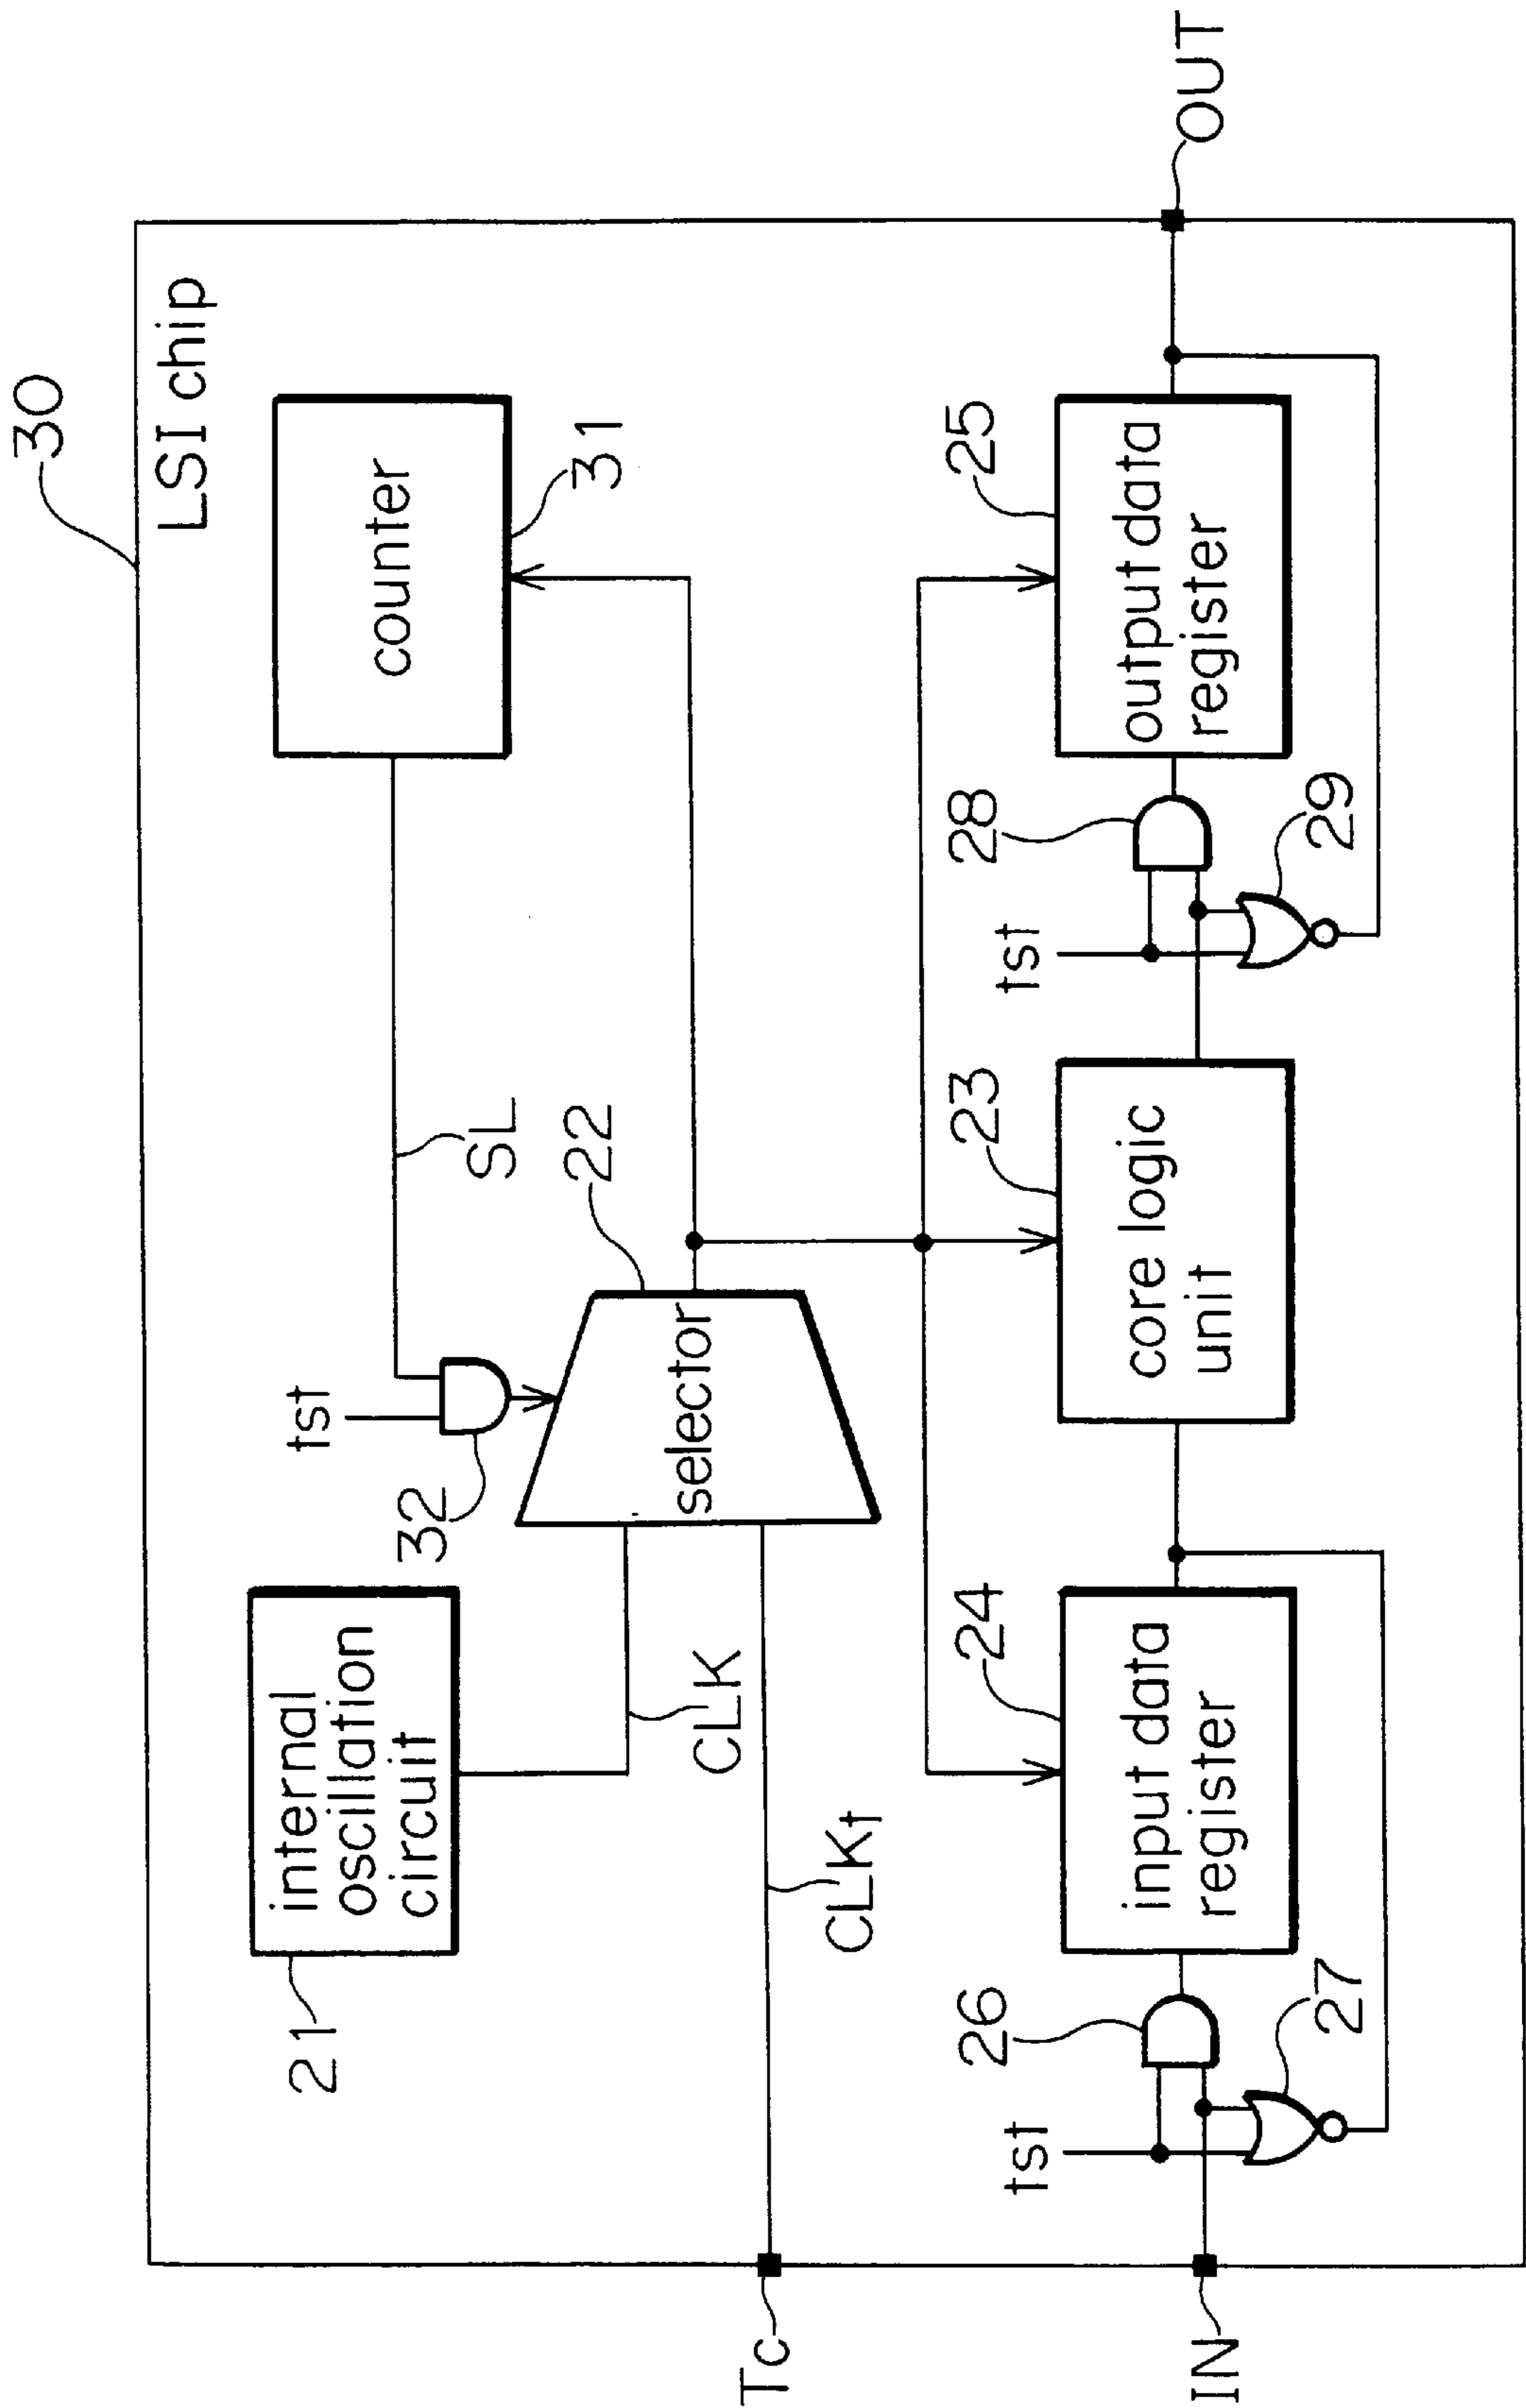 30
LSI chip
internal
oscillation
circuit
21
tst
32
SL
counter
31
selector
22
CLK
CLKt
Tc
tst
26
27
input data
register
24
core logic
unit
23
tst
28
29
output data
register
25
IN
OUT